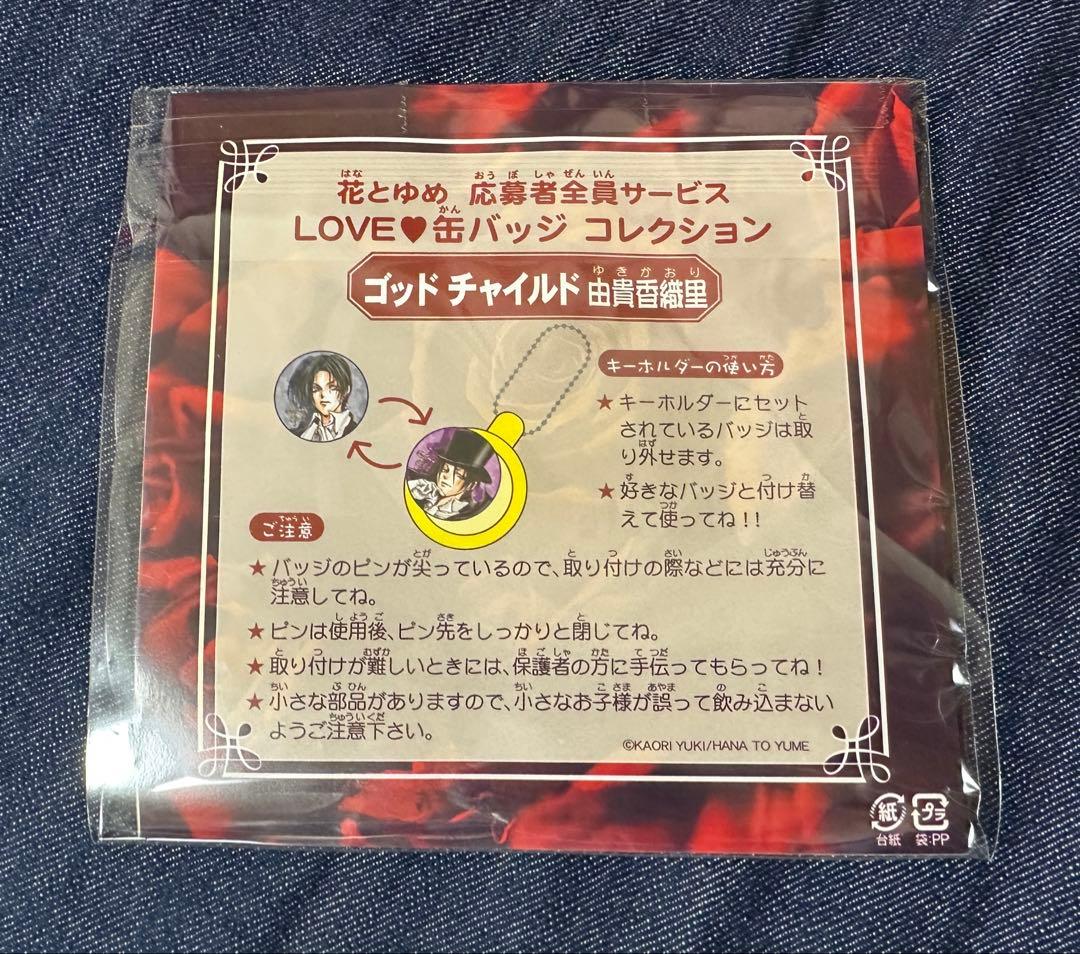 花とゆめ 応募者全員サービス
LOVE♥缶バッジ コレクション
ゴッド チャイルド 由貴香織里
キーホルダーの使い方
★キーホルダーにセット
されているバッジは取
り外せます。
★好きなバッジと付け替
えて使ってね!!
ご注意
★バッジのピンが尖っているので、取り付けの際などには充分に
注意してね。
★ピンは使用後、ピン先をしっかりと閉じてね。
★取り付けが難しいときには、保護者の方に手伝ってもらってね!
★小さな部品がありますので、小さなお子様が誤って飲み込まない
ようご注意下さい。
©KAORI YUKI/HANA TO YUME
紙 プラ
台紙 袋:PP